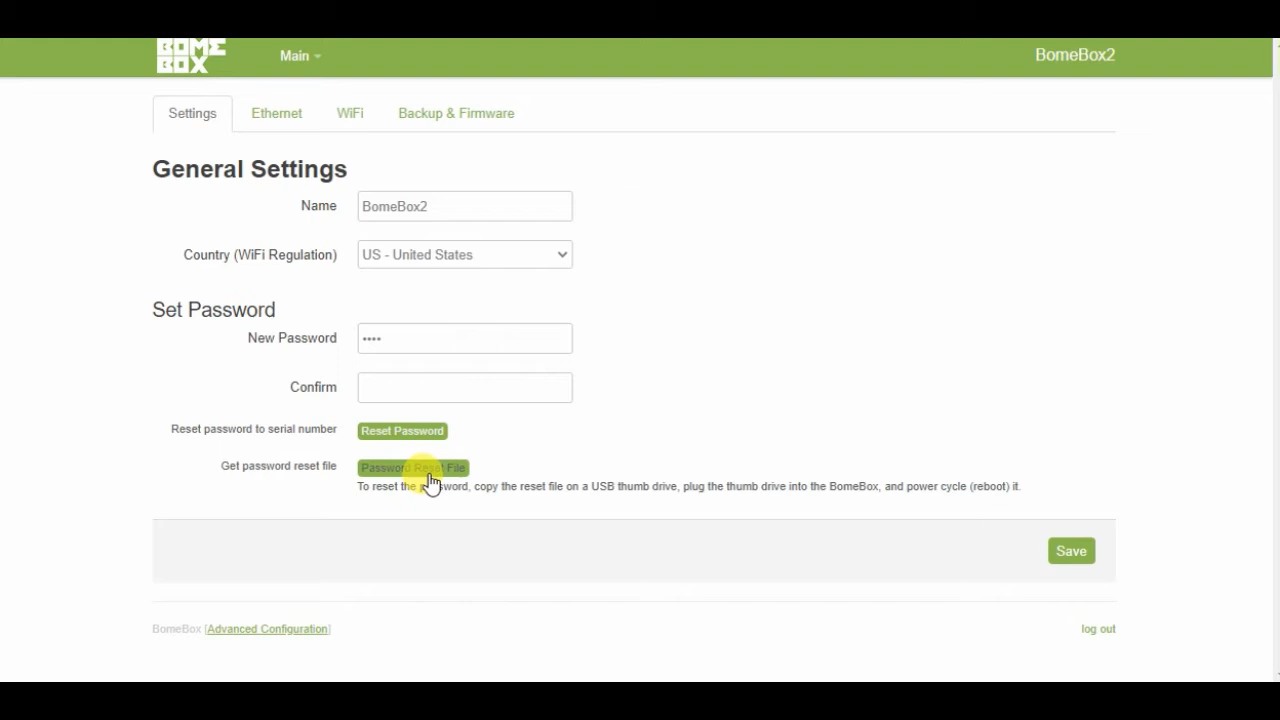 BOME
BOX
Main
BomeBox2
Settings
Ethernet
WiFi
Backup & Firmware
General Settings
Name
BomeBox2
Country (WiFi Regulation)
US - United States
Set Password
New Password
••••
Confirm
Reset password to serial number
Reset Password
Get password reset file
Password Reset File
To reset the password, copy the reset file on a USB thumb drive, plug the thumb drive into the BomeBox, and power cycle (reboot) it.
Save
BomeBox [Advanced Configuration]
log out